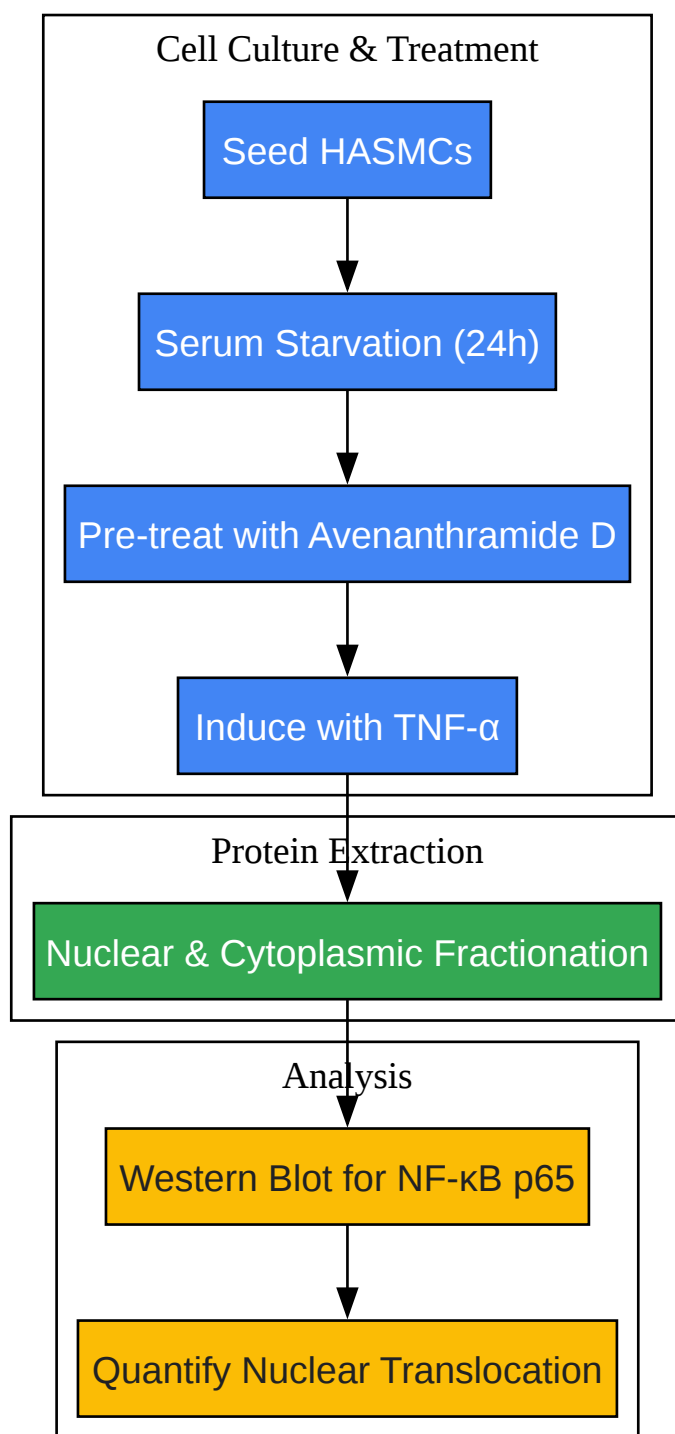 Cell Culture & Treatment
Seed HASMCs
Serum Starvation (24h)
Pre-treat with Avenanthramide D
Induce with TNF-α
Protein Extraction
Nuclear & Cytoplasmic Fractionation
Analysis
Western Blot for NF-κB p65
Quantify Nuclear Translocation